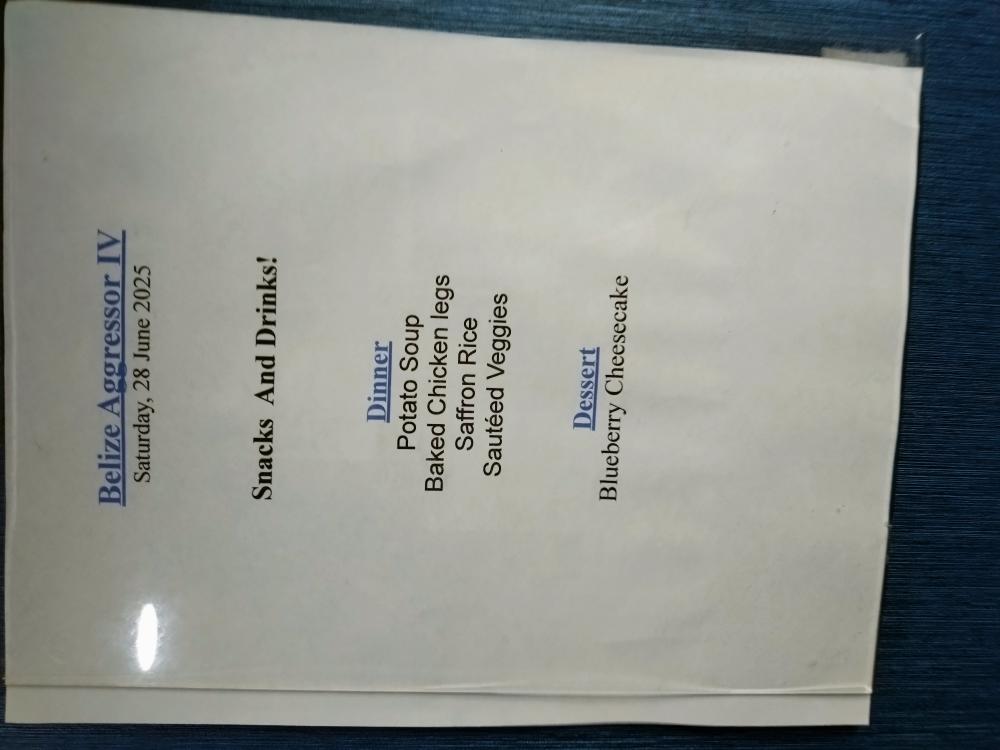 Belize Aggressor IV
Saturday, 28 June 2025
Snacks And Drinks!
Dinner
Potato Soup
Baked Chicken legs
Saffron Rice
Sautéed Veggies
Dessert
Blueberry Cheesecake